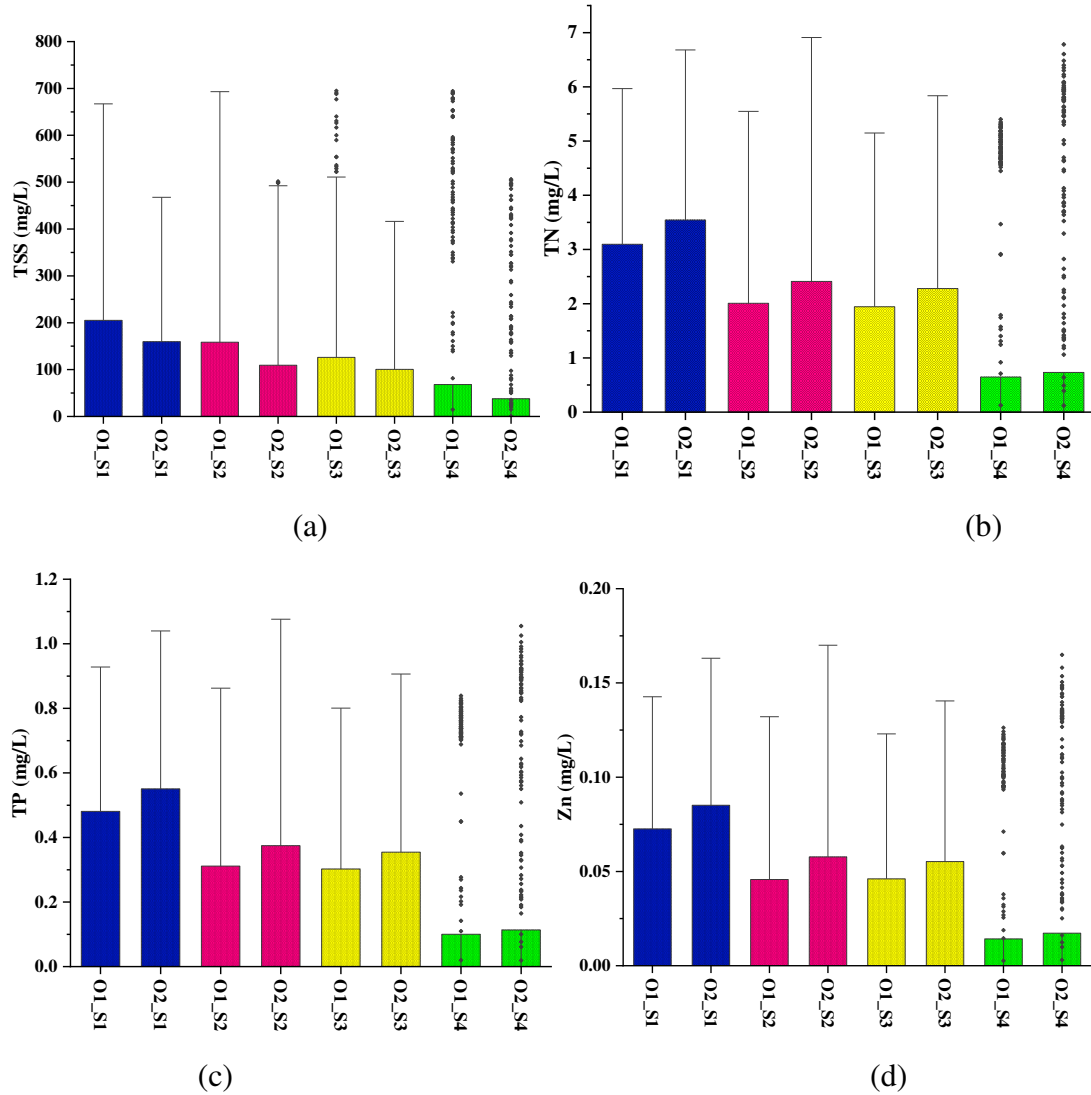 800
700
600
500
400
300
200
100
0
TSS (mg/L)
O1_S1
O2_S1
O1_S2
O2_S2
O1_S3
O2_S3
O1_S4
O2_S4
(a)
7
6
5
4
3
2
1
0
TN (mg/L)
O1_S1
O2_S1
O1_S2
O2_S2
O1_S3
O2_S3
O1_S4
O2_S4
(b)
1.2
1.0
0.8
0.6
0.4
0.2
0.0
TP (mg/L)
O1_S1
O2_S1
O1_S2
O2_S2
O1_S3
O2_S3
O1_S4
O2_S4
(c)
0.20
0.15
0.10
0.05
0.00
Zn (mg/L)
O1_S1
O2_S1
O1_S2
O2_S2
O1_S3
O2_S3
O1_S4
O2_S4
(d)